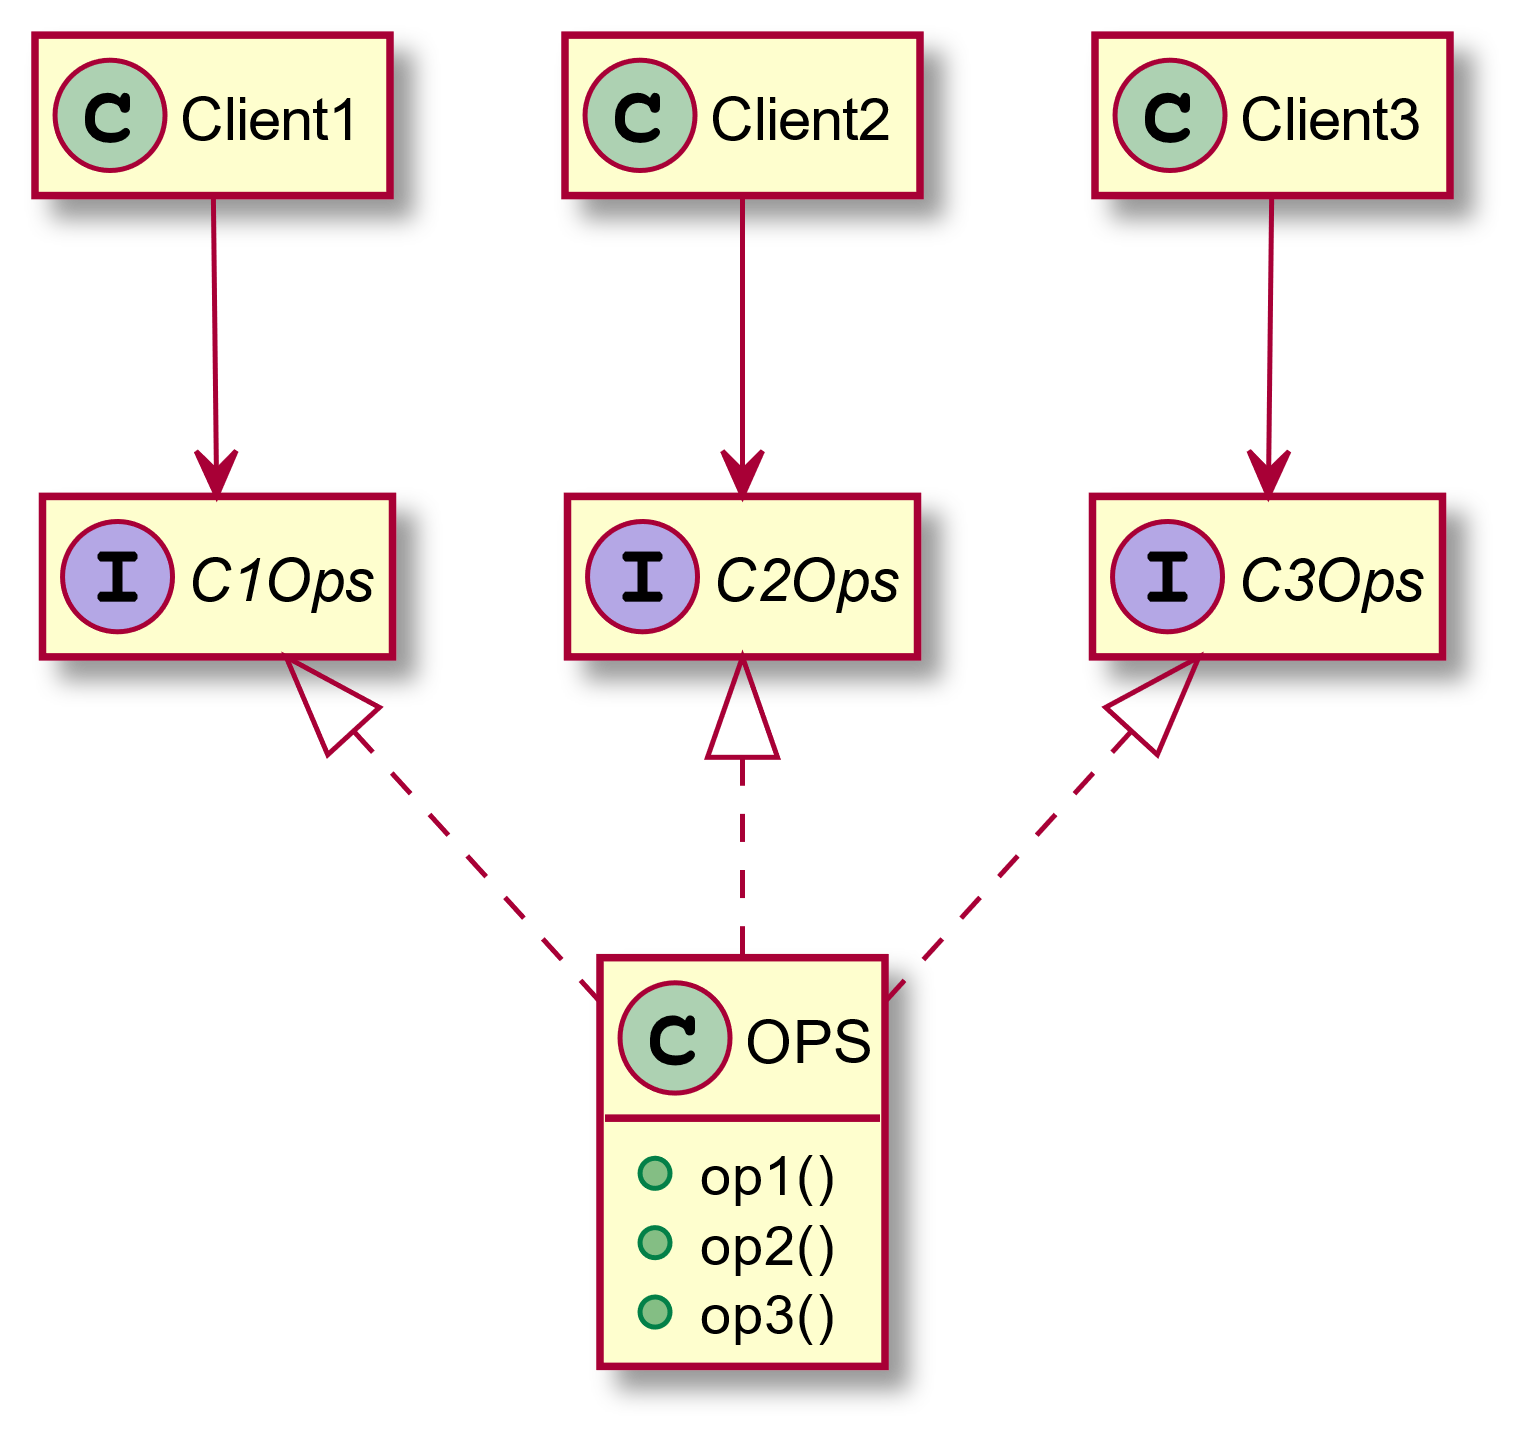 C Client1
C Client2
C Client3
I C1Ops
I C2Ops
I C3Ops
C OPS
op1()
op2()
op3()